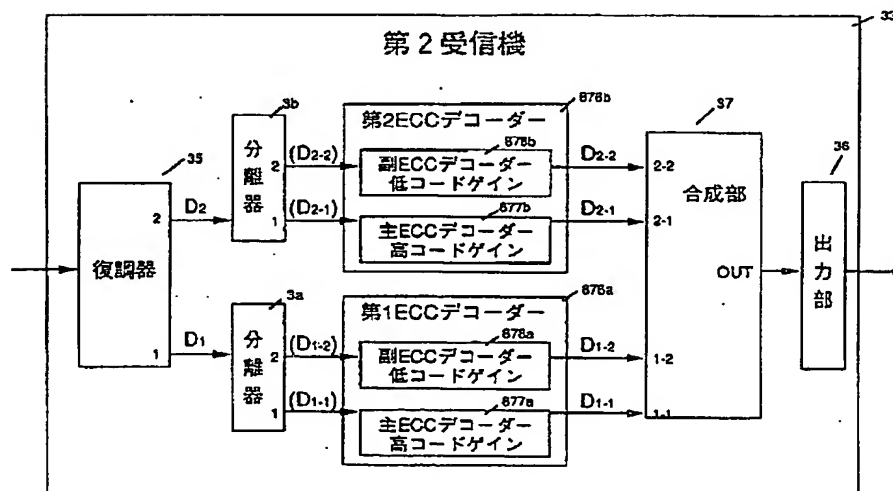 第2受信機
33
35
復調器
2
1
D2
D1
3b
分離器
2
1
(D2-2)
(D2-1)
876b
第2ECCデコーダー
878b
副ECCデコーダー
低コードゲイン
877b
主ECCデコーダー
高コードゲイン
D2-2
D2-1
3a
分離器
2
1
(D1-2)
(D1-1)
876a
第1ECCデコーダー
878a
副ECCデコーダー
低コードゲイン
877a
主ECCデコーダー
高コードゲイン
D1-2
D1-1
37
合成部
2-2
2-1
OUT
1-2
1-1
36
出力部